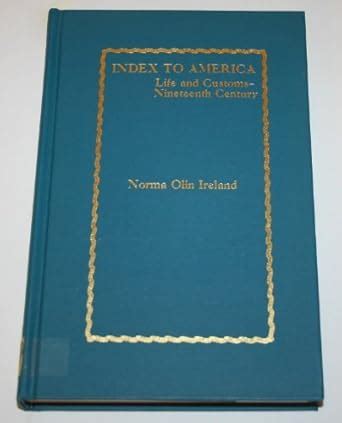 INDEX TO AMERICA
Life and Customs-
Nineteenth Century
Norma Olin Ireland